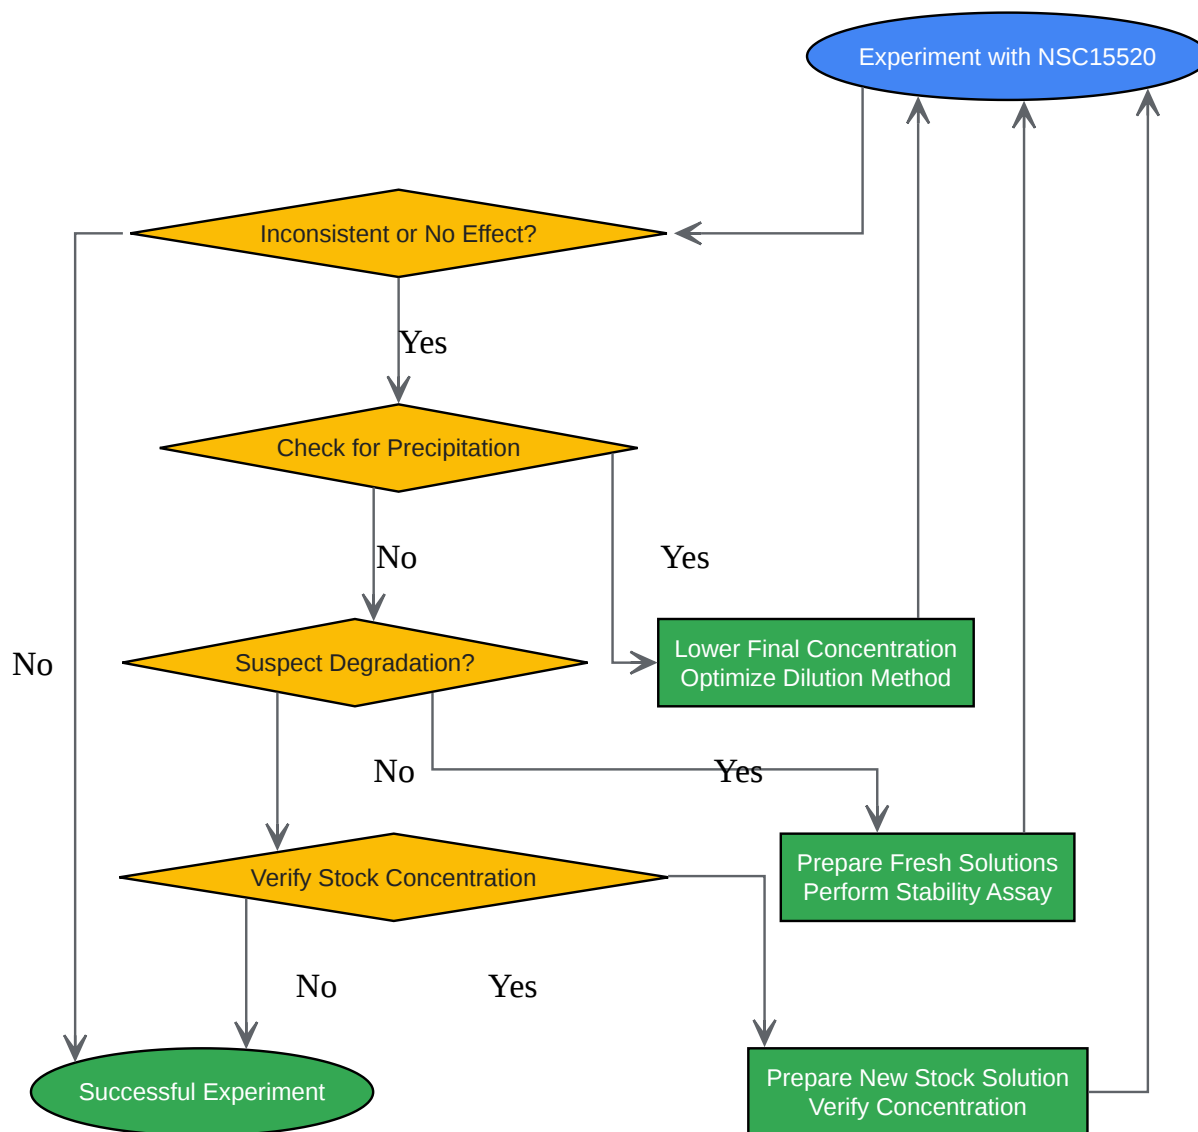 Experiment with NSC15520
Inconsistent or No Effect?
Yes
Check for Precipitation
No
Yes
Lower Final Concentration
Optimize Dilution Method
No
Suspect Degradation?
No
Yes
Prepare Fresh Solutions
Perform Stability Assay
Verify Stock Concentration
No
Yes
Successful Experiment
Prepare New Stock Solution
Verify Concentration